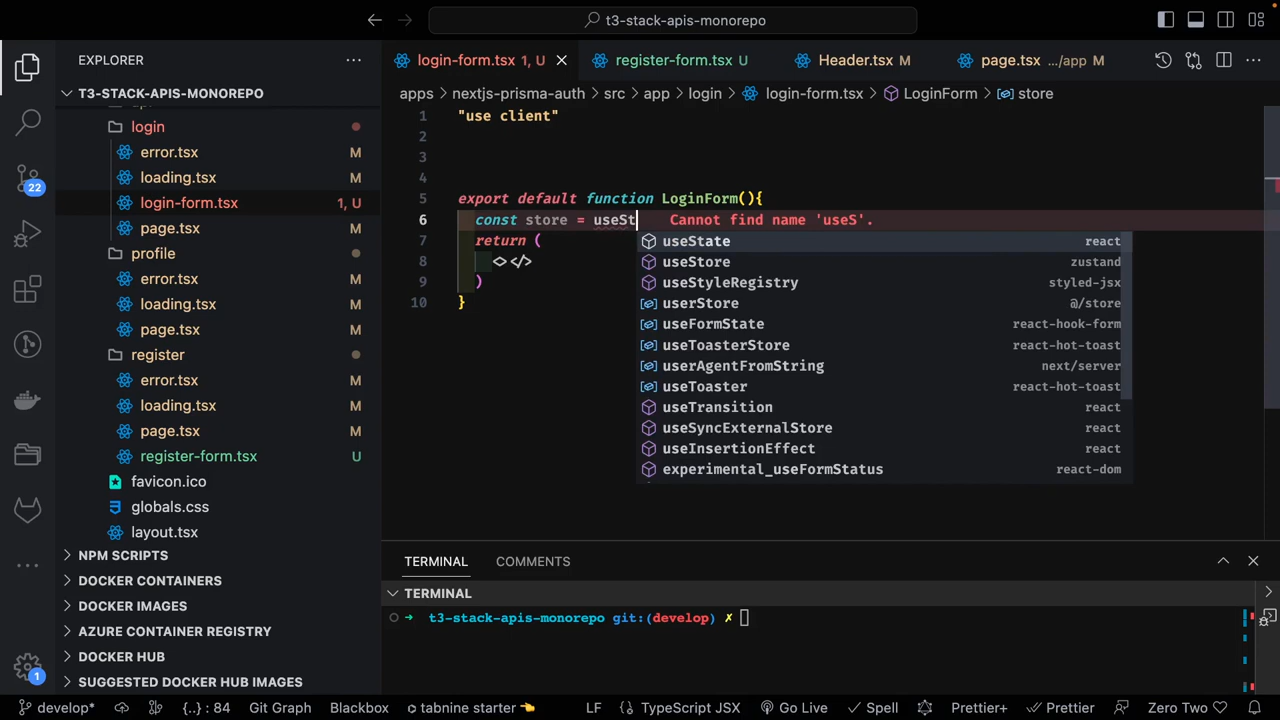 t3-stack-apis-monorepo
EXPLORER
T3-STACK-APIS-MONOREPO
login
error.tsx M
loading.tsx M
login-form.tsx 1, U
page.tsx M
profile
error.tsx M
loading.tsx M
page.tsx M
register
error.tsx M
loading.tsx M
page.tsx M
register-form.tsx U
favicon.ico
globals.css
layout.tsx
NPM SCRIPTS
DOCKER CONTAINERS
DOCKER IMAGES
AZURE CONTAINER REGISTRY
DOCKER HUB
SUGGESTED DOCKER HUB IMAGES
22
1
login-form.tsx 1, U register-form.tsx U Header.tsx M page.tsx .../app M
apps > nextjs-prisma-auth > src > app > login > login-form.tsx > LoginForm > store
1 "use client"
2
3
4
5 export default function LoginForm(){
6 const store = useSt Cannot find name 'useS'.
7 return (
8 <></>
9 )
10 }
useState react
useStore zustand
useStyleRegistry styled-jsx
userStore @/store
useFormState react-hook-form
useToasterStore react-hot-toast
userAgentFromString next/server
useToaster react-hot-toast
useTransition react
useSyncExternalStore react
useInsertionEffect react
experimental_useFormStatus react-dom
TERMINAL COMMENTS
TERMINAL
t3-stack-apis-monorepo git:(develop) ✗
develop* {..} : 84 Git Graph Blackbox tabnine starter 👈 LF TypeScript JSX Go Live Spell Prettier+ Prettier Zero Two